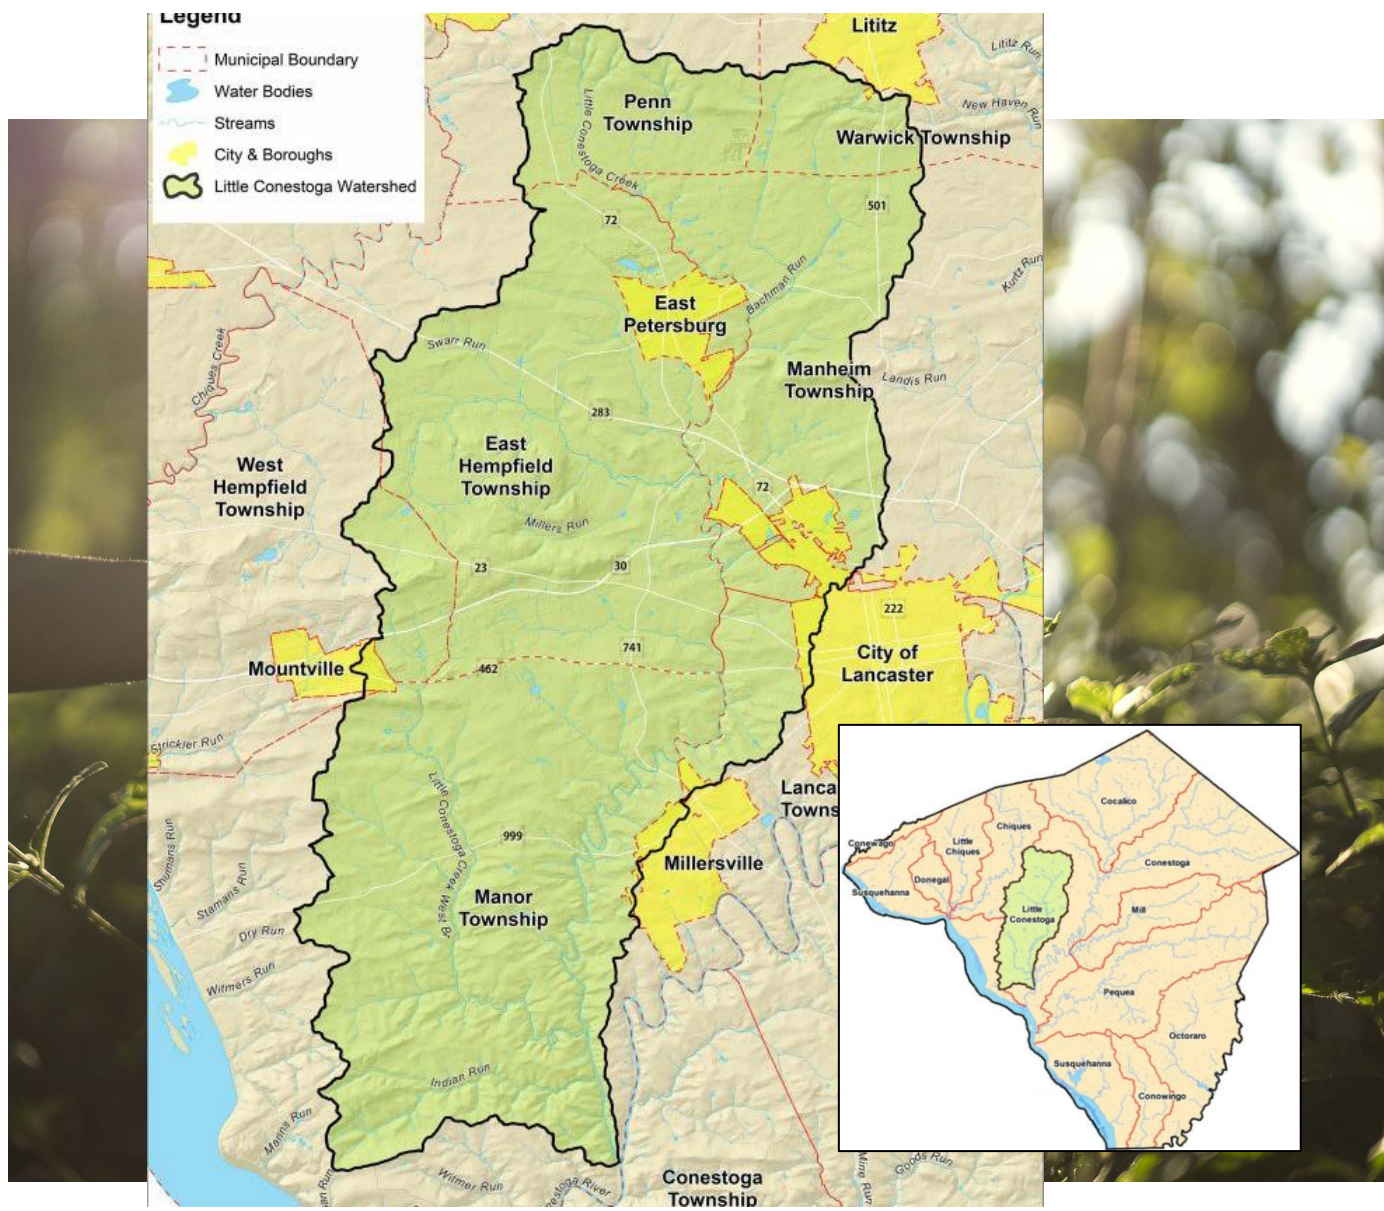 Legend
Municipal Boundary
Water Bodies
Streams
City & Boroughs
Little Conestoga Watershed
Lititz
Lititz Run
New Haven Run
Penn
Township
Warwick Township
Little Conestoga Creek
72
501
Kurtz Run
Bachman Run
East
Petersburg
Swarr Run
Chiques Creek
Manheim
Township
Landis Run
283
East
Hempfield
Township
West
Hempfield
Township
72
Millers Run
23
30
222
741
462
Mountville
City of
Lancaster
Strickler Run
Little Conestoga Creek West Br
Lanca
Towns
999
Millersville
Shumans Run
Stamans Run
Manor
Township
Dry Run
Witmers Run
Indian Run
Manns Run
Witmer Run
Conestoga
Township
Mine Run
Goods Run
Cocalico
Chiques
Little
Chiques
Conewago
Conestoga
Donegal
Susquehanna
Little
Conestoga
Mill
Pequea
Octoraro
Susquehanna
Conowingo